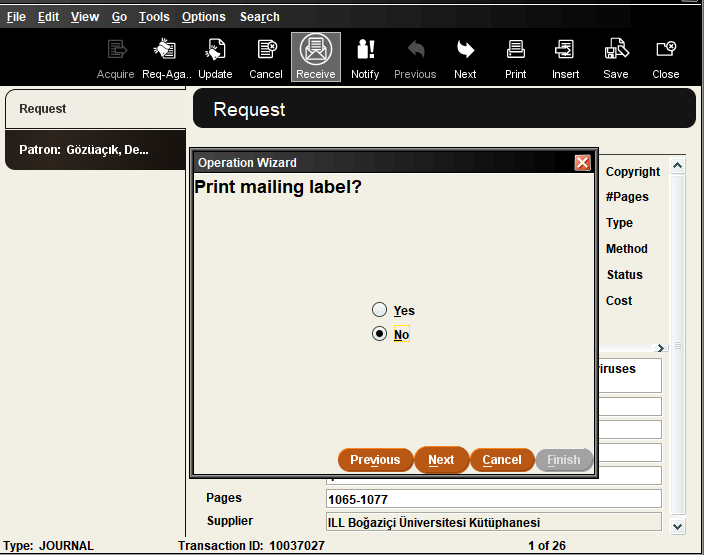 File Edit View Go Tools Options Search
Acquire Req-Aga.. Update Cancel Receive Notify Previous Next Print Insert Save Close
Request
Request
Patron: Gözüaçık, De...
Operation Wizard
Print mailing label?
Yes
No
Previous Next Cancel Finish
Copyright
#Pages
Type
Method
Status
Cost
iruses
Pages 1065-1077
Supplier ILL Boğaziçi Üniversitesi Kütüphanesi
Type: JOURNAL Transaction ID: 10037027 1 of 26